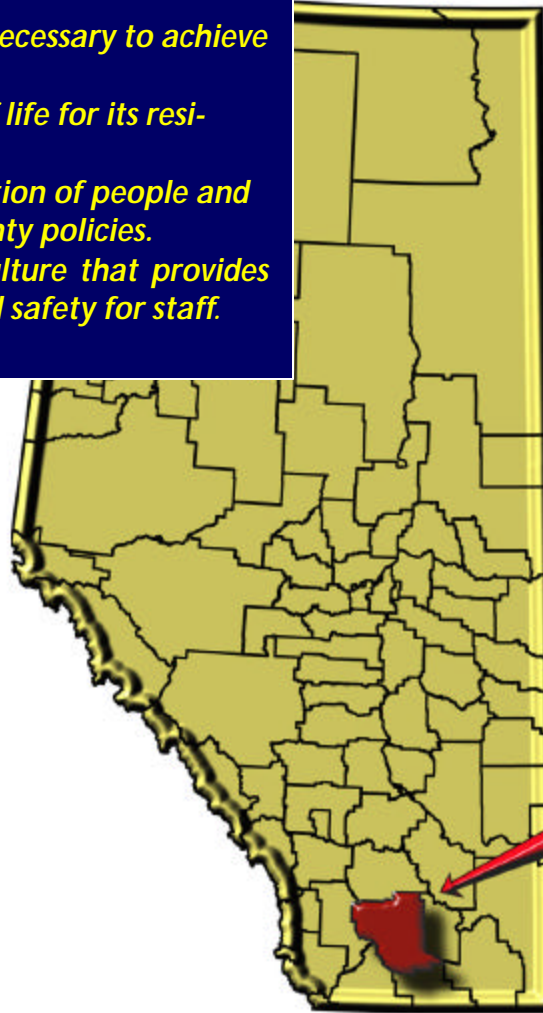 ecessary to achieve
life for its resi-
tion of people and
nty policies.
lture that provides
safety for staff.